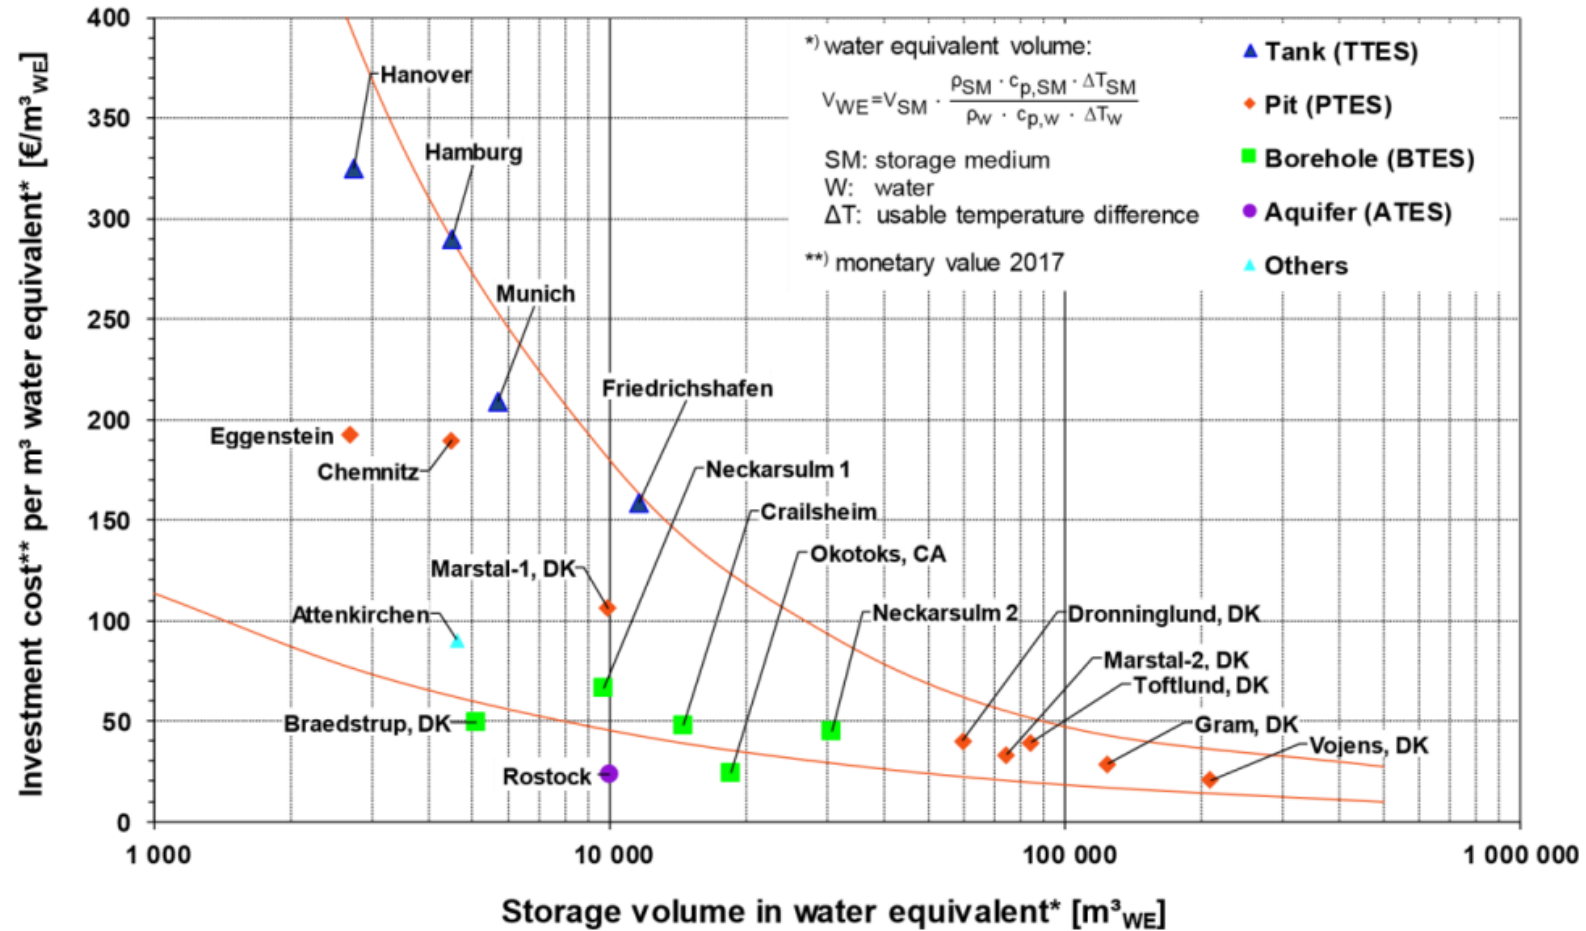 Investment cost** per m³ water equivalent* [€/m³WE]
400
350
300
250
200
150
100
50
0
1 000
10 000
100 000
1 000 000
Storage volume in water equivalent* [m³WE]
*) water equivalent volume:
VWE=VSM · ρSM · cp,SM · ΔTSM
ρw · cp,w · ΔTw
SM: storage medium
W: water
ΔT: usable temperature difference
**) monetary value 2017
Tank (TTES)
Pit (PTES)
Borehole (BTES)
Aquifer (ATES)
Others
Hanover
Hamburg
Munich
Friedrichshafen
Eggenstein
Chemnitz
Neckarsulm 1
Crailsheim
Okotoks, CA
Marstal-1, DK
Attenkirchen
Neckarsulm 2
Dronninglund, DK
Marstal-2, DK
Toftlund, DK
Braedstrup, DK
Gram, DK
Vojens, DK
Rostock